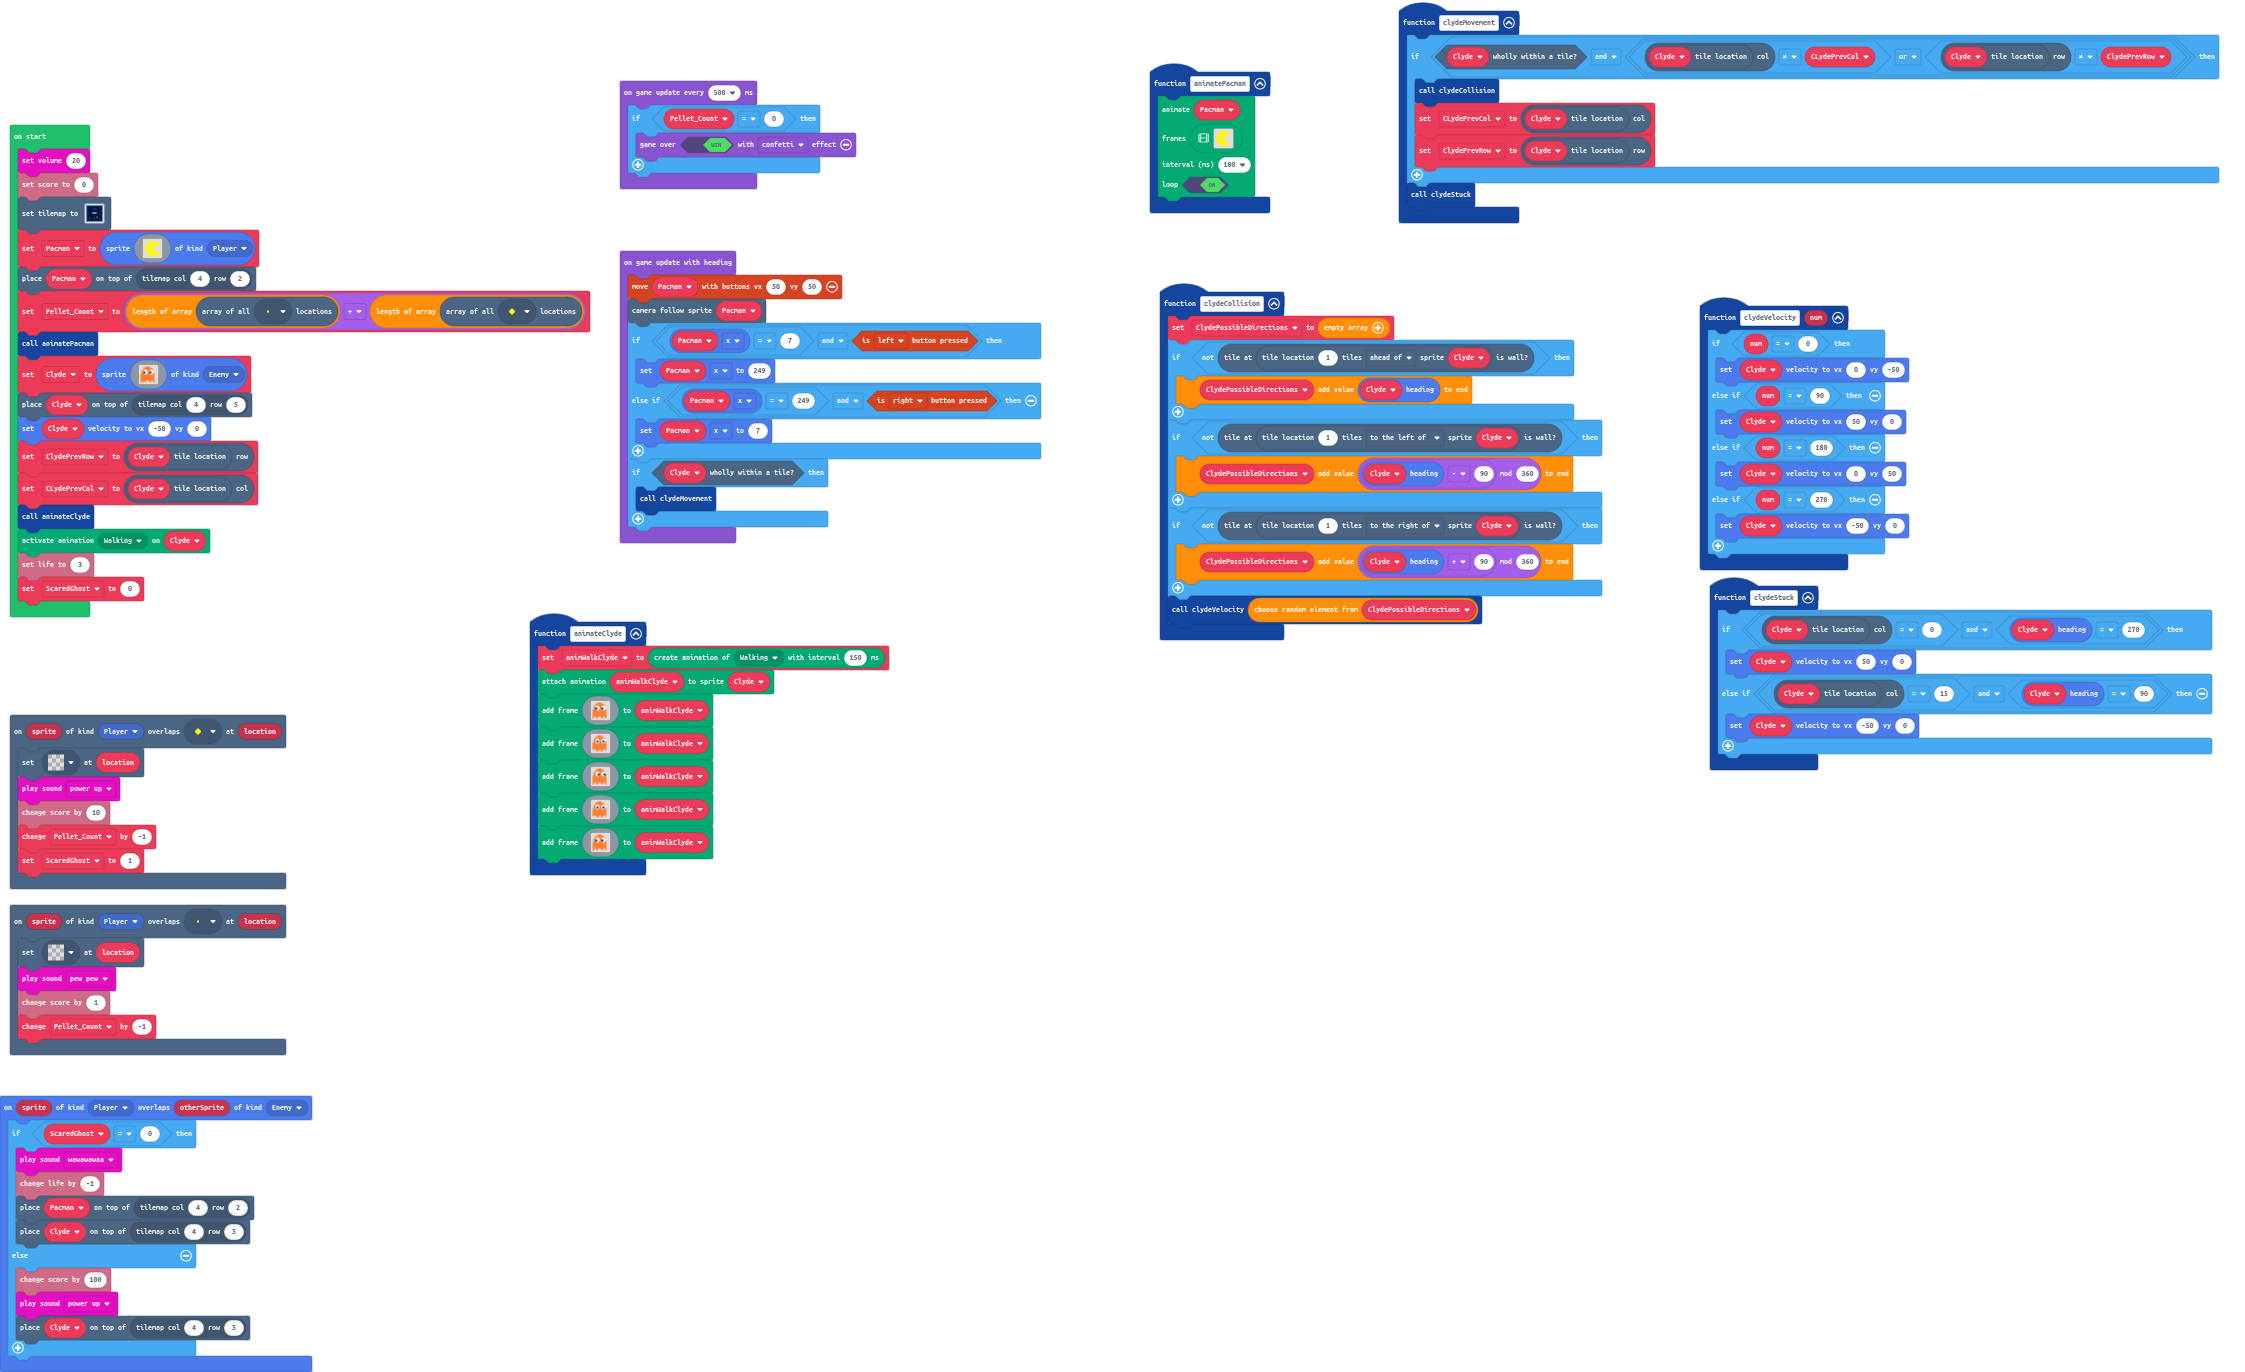 on start
set volume 20
set score to 0
set tilemap to
set Pacman to sprite of kind Player
place Pacman on top of tilemap col 4 row 2
set Pellet_Count to length of array array of all locations + length of array array of all locations
call animatePacman
set Clyde to sprite of kind Enemy
place Clyde on top of tilemap col 4 row 5
set Clyde velocity to vx -50 vy 0
set ClydePrevRow to Clyde tile location row
set CLydePrevCol to Clyde tile location col
call animateClyde
activate animation Walking on Clyde
set life to 3
set ScaredGhost to 0
on sprite of kind Player overlaps at location
set at location
play sound power up
change score by 10
change Pellet_Count by -1
set ScaredGhost to 1
on sprite of kind Player overlaps at location
set at location
play sound pew pew
change score by 1
change Pellet_Count by -1
on sprite of kind Player overlaps otherSprite of kind Enemy
if ScaredGhost = 0 then
play sound wawawawaa
change life by -1
place Pacman on top of tilemap col 4 row 2
place Clyde on top of tilemap col 4 row 5
else
change score by 100
play sound power up
place Clyde on top of tilemap col 4 row 5
on game update every 500 ms
if Pellet_Count = 0 then
game over WIN with confetti effect
on game update with heading
move Pacman with buttons vx 50 vy 50
camera follow sprite Pacman
if Pacman x = 7 and is left button pressed then
set Pacman x to 249
else if Pacman x = 249 and is right button pressed then
set Pacman x to 7
if Clyde wholly within a tile? then
call clydeMovement
function animateClyde
set animWalkClyde to create animation of Walking with interval 150 ms
attach animation animWalkClyde to sprite Clyde
add frame to animWalkClyde
add frame to animWalkClyde
add frame to animWalkClyde
add frame to animWalkClyde
add frame to animWalkClyde
function animatePacman
animate Pacman
frames
interval (ms) 100
loop ON
function clydeMovement
if Clyde wholly within a tile? and Clyde tile location col ≠ CLydePrevCol or Clyde tile location row ≠ ClydePrevRow then
call clydeCollision
set CLydePrevCol to Clyde tile location col
set ClydePrevRow to Clyde tile location row
call clydeStuck
function clydeCollision
set ClydePossibleDirections to empty array
if not tile at tile location 1 tiles ahead of sprite Clyde is wall? then
ClydePossibleDirections add value Clyde heading to end
if not tile at tile location 1 tiles to the left of sprite Clyde is wall? then
ClydePossibleDirections add value Clyde heading - 90 mod 360 to end
if not tile at tile location 1 tiles to the right of sprite Clyde is wall? then
ClydePossibleDirections add value Clyde heading + 90 mod 360 to end
call clydeVelocity choose random element from ClydePossibleDirections
function clydeVelocity num
if num = 0 then
set Clyde velocity to vx 0 vy -50
else if num = 90 then
set Clyde velocity to vx 50 vy 0
else if num = 180 then
set Clyde velocity to vx 0 vy 50
else if num = 270 then
set Clyde velocity to vx -50 vy 0
function clydeStuck
if Clyde tile location col = 0 and Clyde heading = 270 then
set Clyde velocity to vx 50 vy 0
else if Clyde tile location col = 15 and Clyde heading = 90 then
set Clyde velocity to vx -50 vy 0